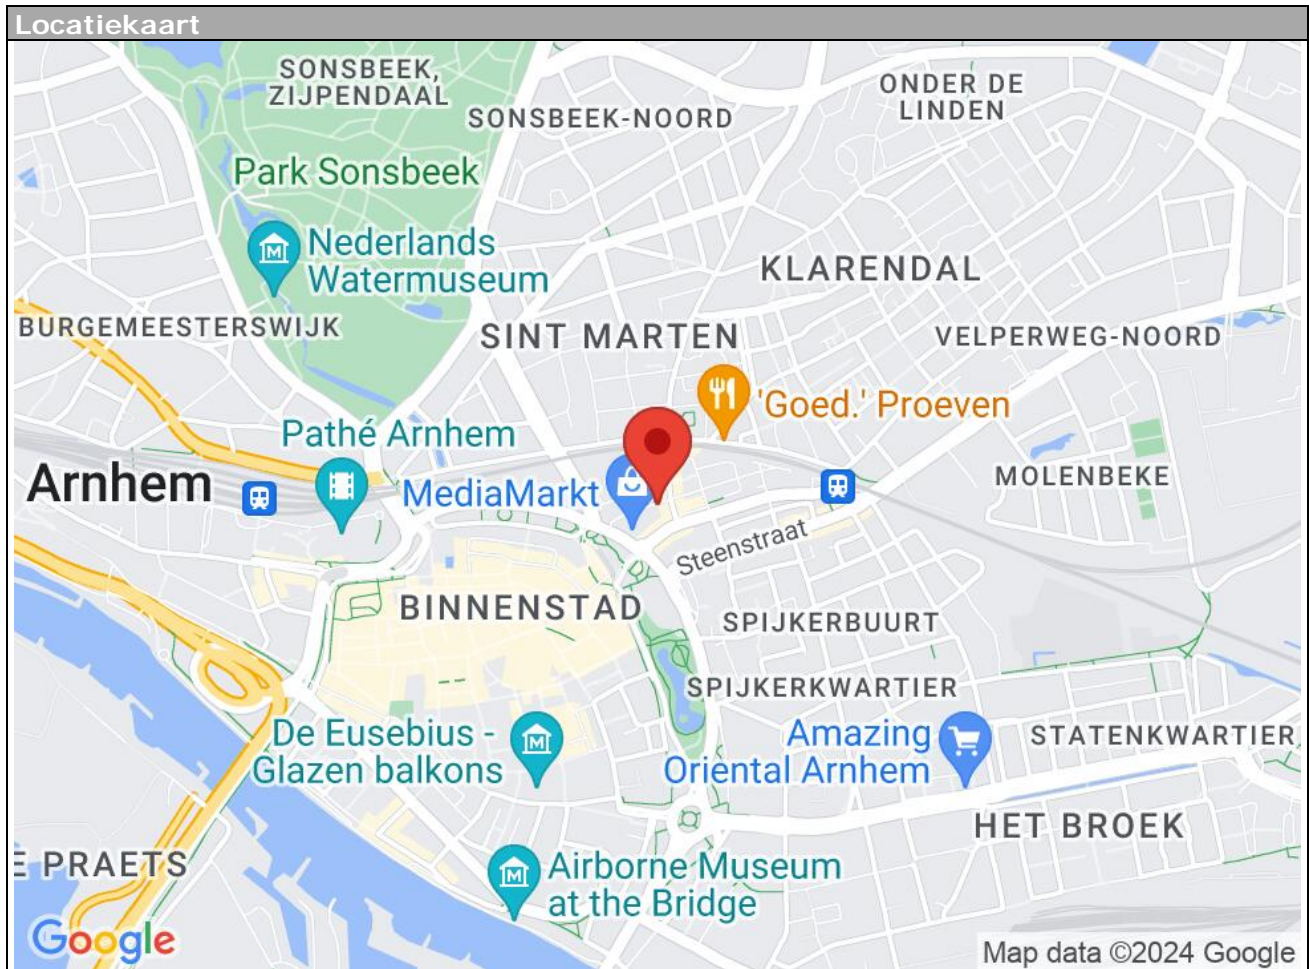 Locatiekaart
SONSBEEK,
ZIJPENDAAL
ONDER DE
LINDEN
SONSBEEK-NOORD
Park Sonsbeek
Nederlands
Watermuseum
KLARENDAL
BURGEMEESTERSWIJK
SINT MARTEN
VELPERWEG-NOORD
'Goed.' Proeven
Pathé Arnhem
Arnhem
MediaMarkt
MOLENBEKE
Steenstraat
BINNENSTAD
SPIJKERBUURT
SPIJKERKWARTIER
De Eusebius -
Glazen balkons
Amazing
Oriental Arnhem
STATENKWARTIER
HET BROEK
E PRAETS
Airborne Museum
at the Bridge
Google
Map data ©2024 Google